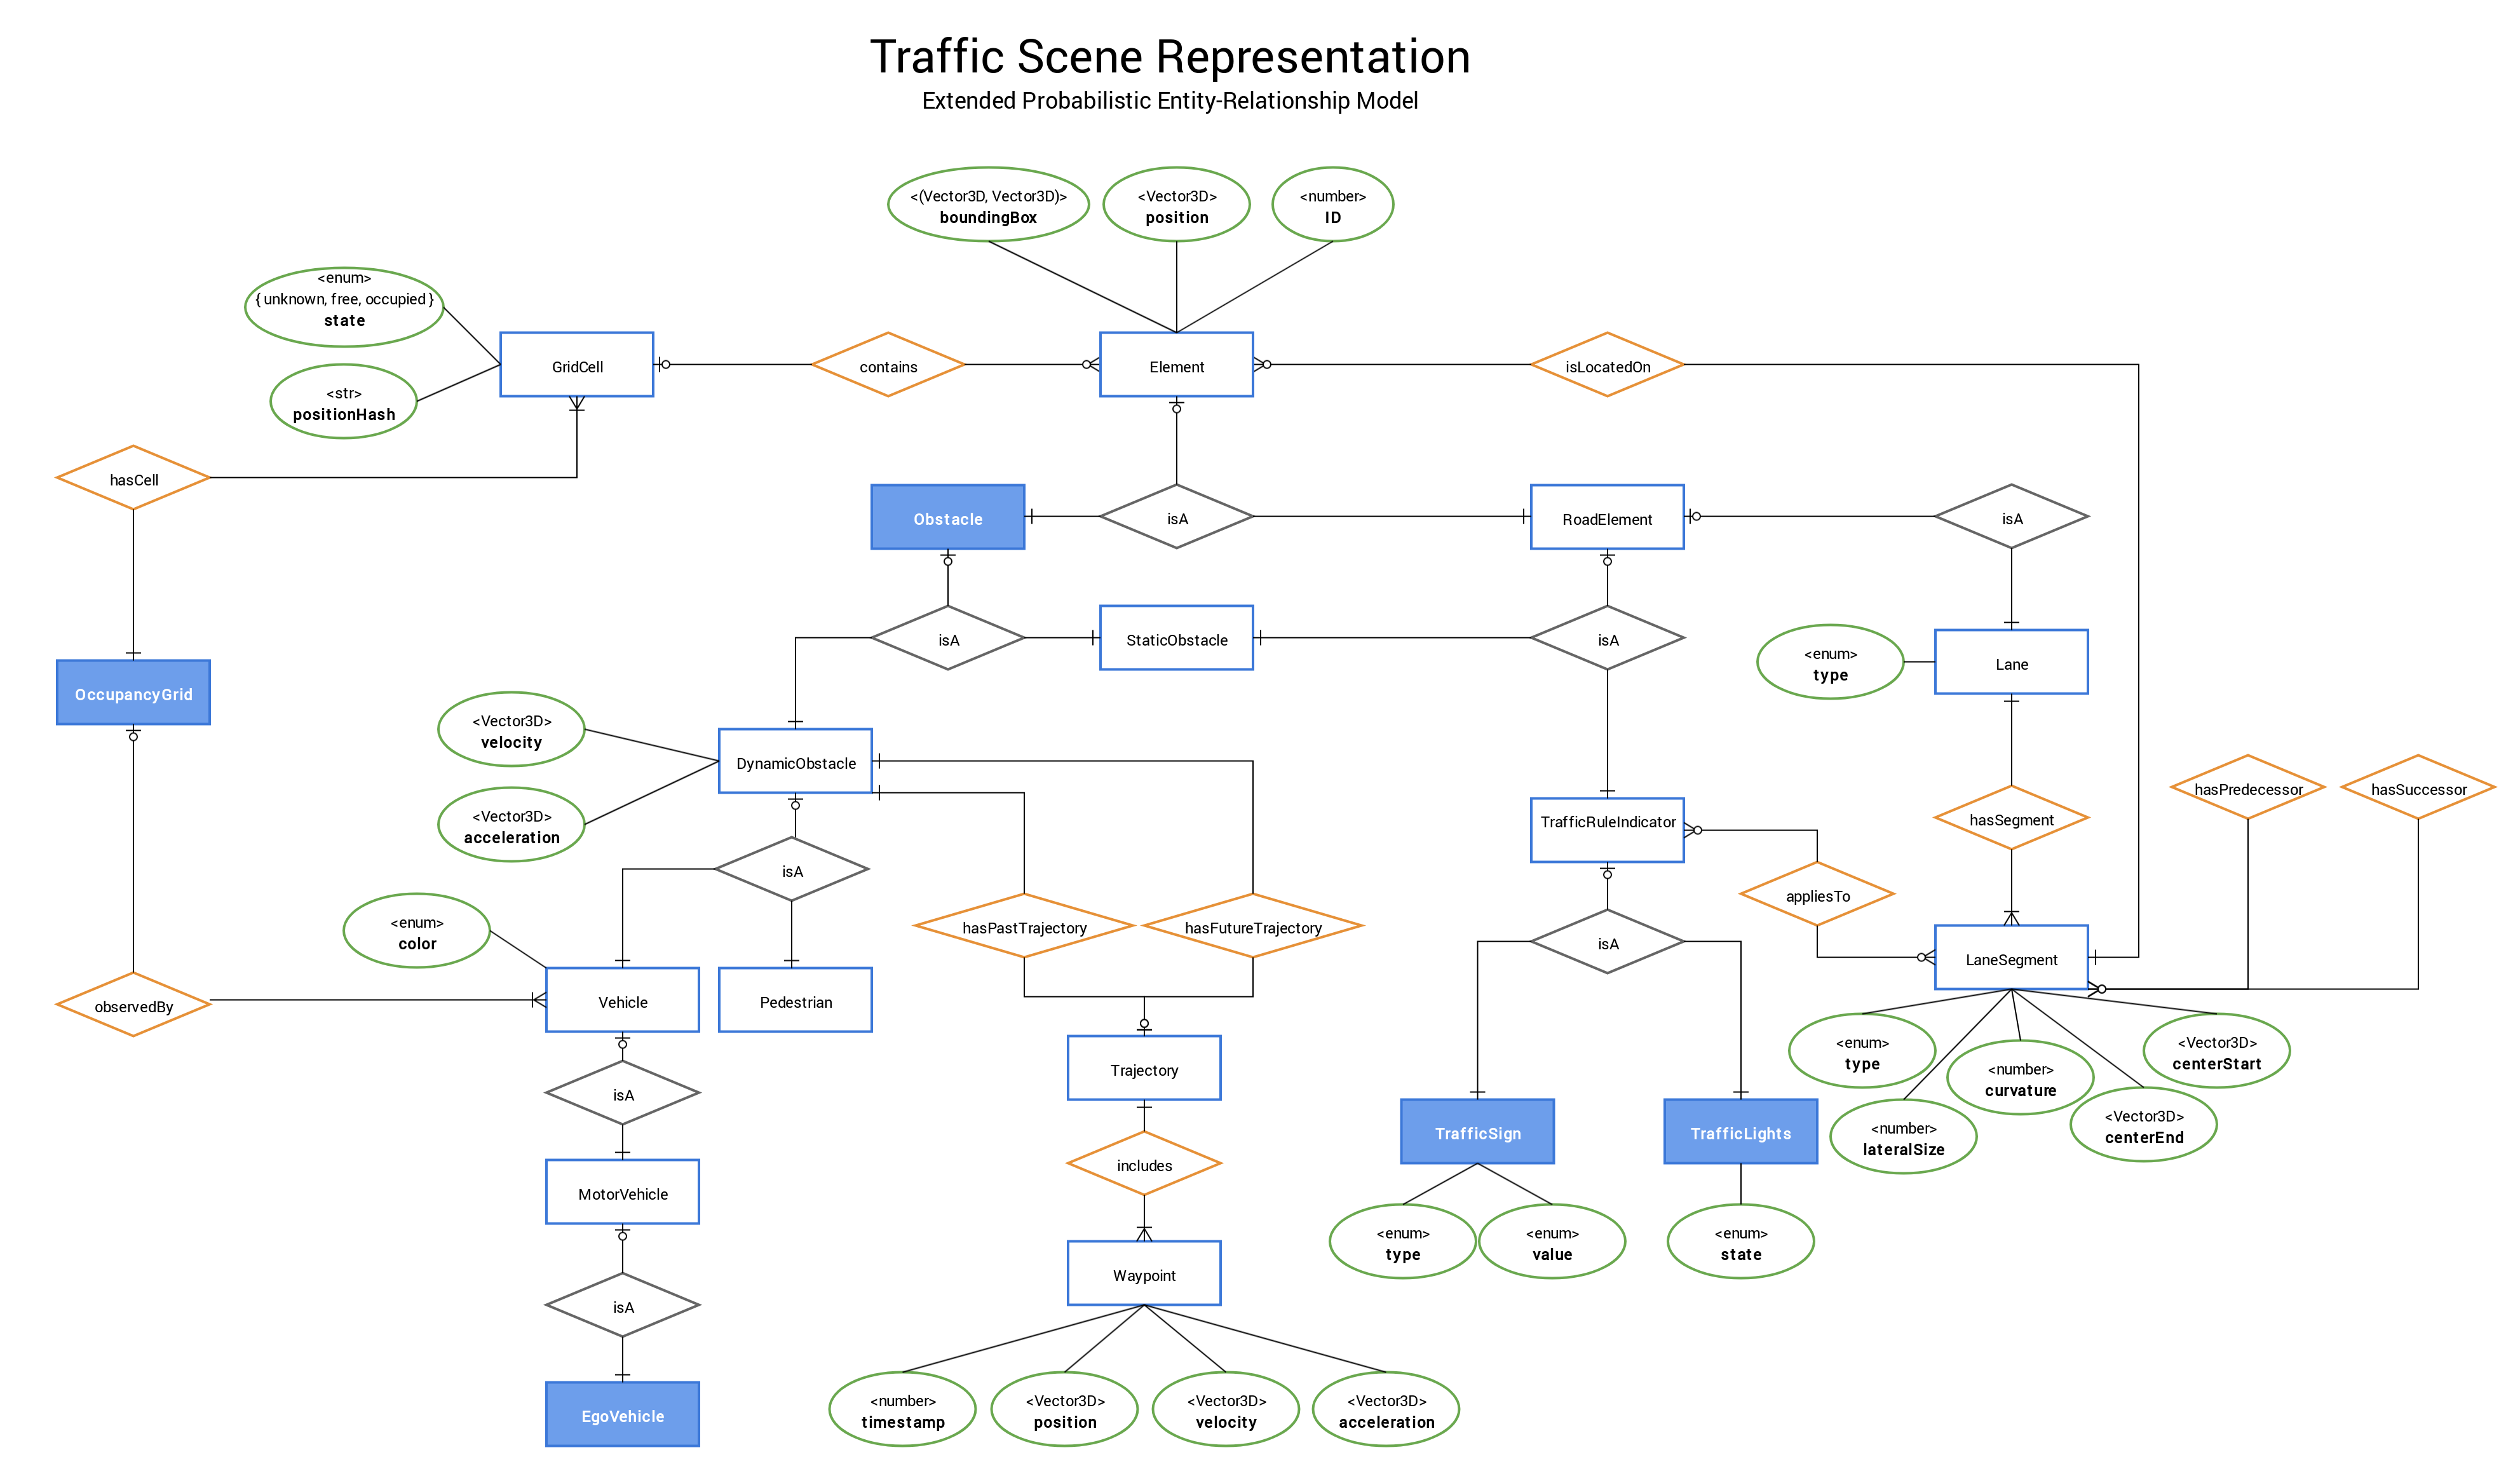 Traffic Scene Representation
Extended Probabilistic Entity-Relationship Model
<(Vector3D, Vector3D)>
boundingBox
<Vector3D>
position
<number>
ID
<enum>
{ unknown, free, occupied }
state
<str>
positionHash
GridCell
contains
Element
isLocatedOn
hasCell
Obstacle
isA
RoadElement
isA
isA
StaticObstacle
isA
<enum>
type
Lane
OccupancyGrid
<Vector3D>
velocity
<Vector3D>
acceleration
DynamicObstacle
TrafficRuleIndicator
hasSegment
hasPredecessor
hasSuccessor
isA
appliesTo
<enum>
color
hasPastTrajectory
hasFutureTrajectory
isA
LaneSegment
observedBy
Vehicle
Pedestrian
<enum>
type
<number>
curvature
<Vector3D>
centerStart
<number>
lateralSize
<Vector3D>
centerEnd
isA
Trajectory
TrafficSign
TrafficLights
MotorVehicle
includes
<enum>
type
<enum>
value
<enum>
state
isA
Waypoint
EgoVehicle
<number>
timestamp
<Vector3D>
position
<Vector3D>
velocity
<Vector3D>
acceleration